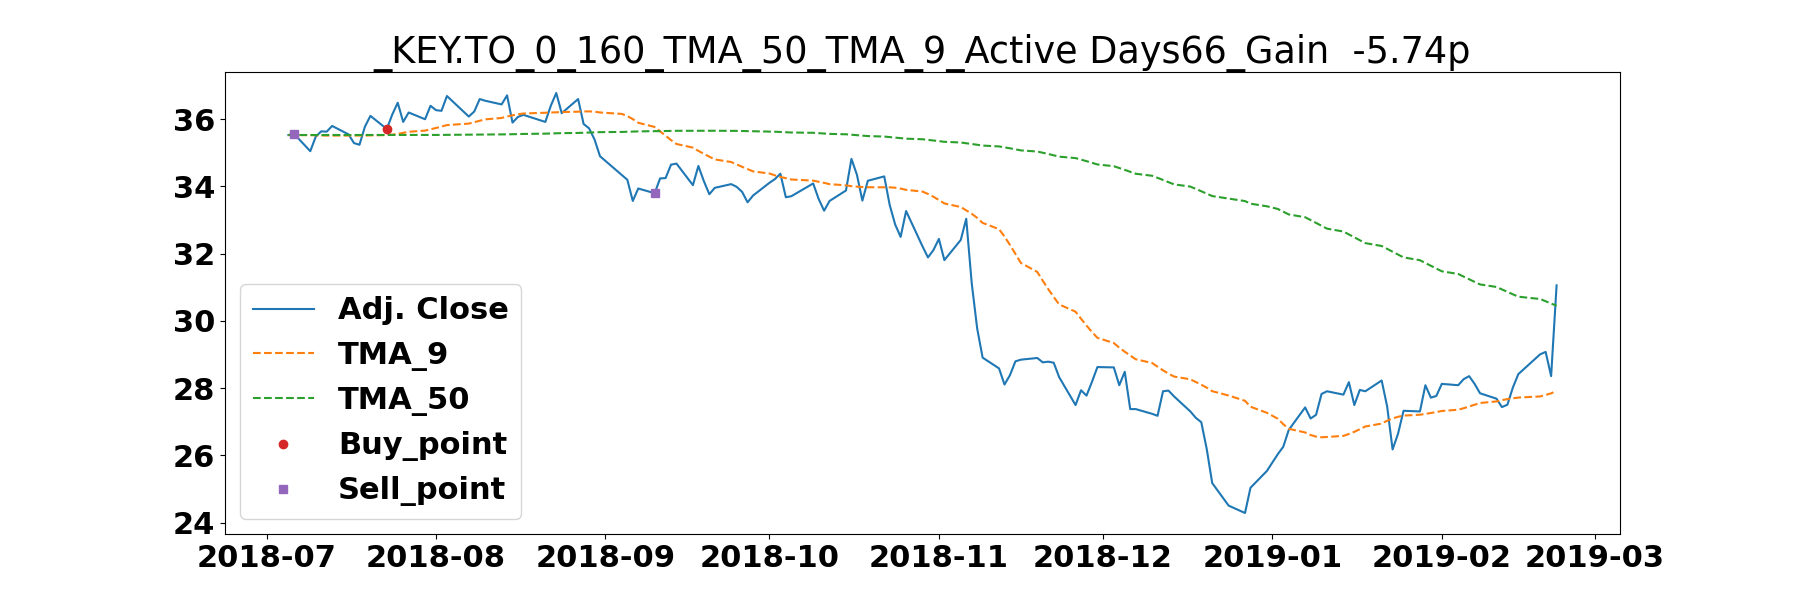 _KEY.TO_0_160_TMA_50_TMA_9_Active Days66_Gain  -5.74p
36
34
32
30
28
26
24
Adj. Close
TMA_9
TMA_50
Buy_point
Sell_point
2018-07 2018-08 2018-09 2018-10 2018-11 2018-12 2019-01 2019-02 2019-03